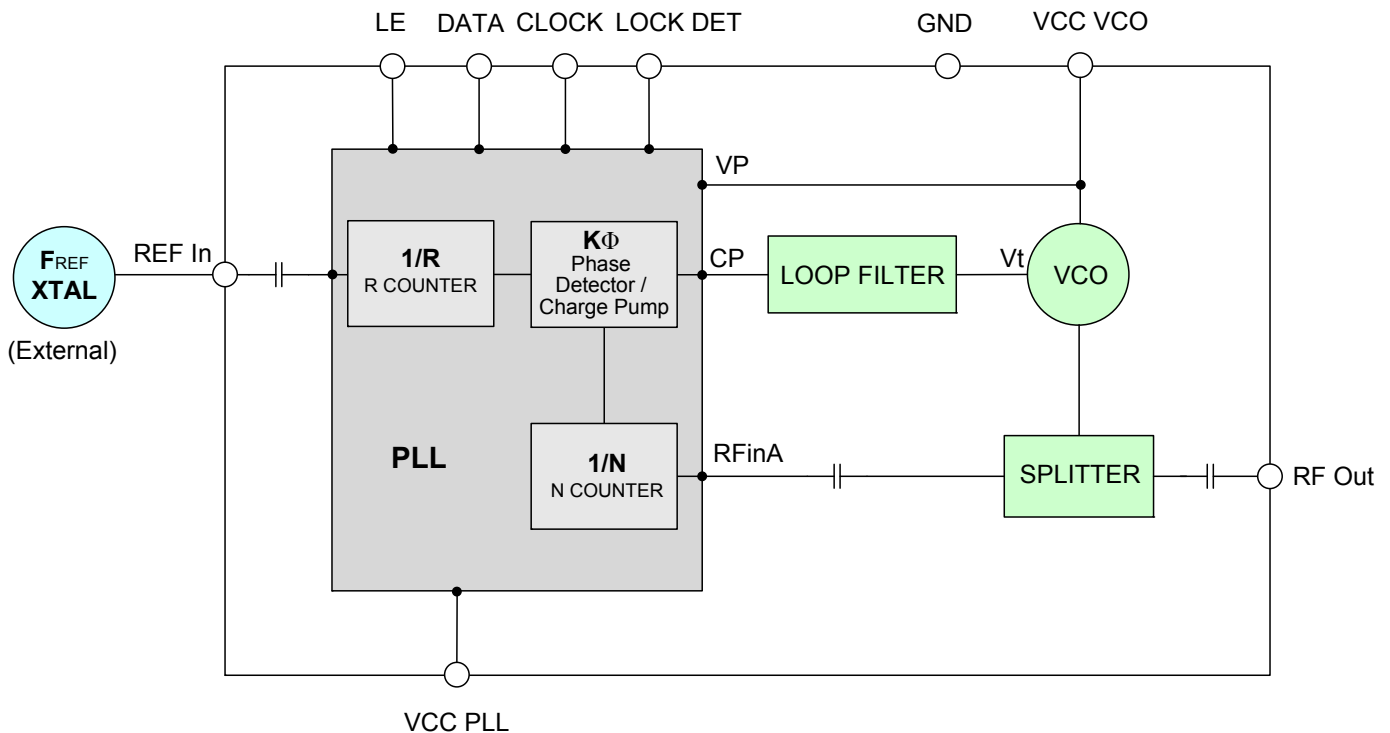 LE DATA CLOCK LOCK DET GND VCC VCO
VP
REF In
FREF
XTAL
(External)
1/R
R COUNTER
KΦ
Phase
Detector /
Charge Pump
CP
LOOP FILTER
Vt
VCO
PLL
1/N
N COUNTER
RFinA
SPLITTER
RF Out
VCC PLL